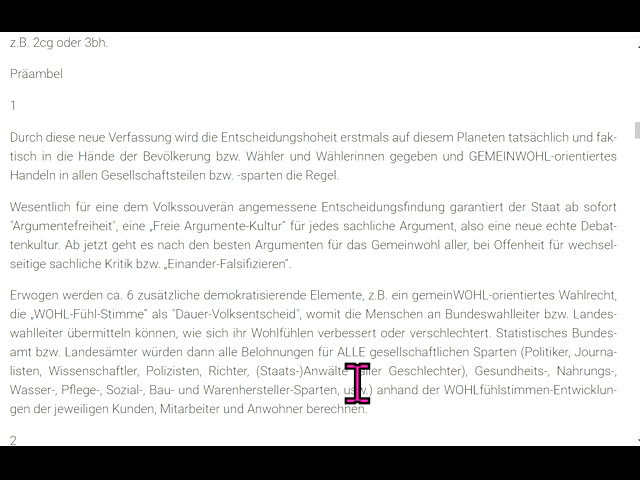 z.B. 2cg oder 3bh.
Präambel
1
Durch diese neue Verfassung wird die Entscheidungshoheit erstmals auf diesem Planeten tatsächlich und fak-
tisch in die Hände der Bevölkerung bzw. Wähler und Wählerinnen gegeben und GEMEINWOHL-orientiertes
Handeln in allen Gesellschaftsteilen bzw. -sparten die Regel.
Wesentlich für eine dem Volkssouverän angemessene Entscheidungsfindung garantiert der Staat ab sofort
"Argumentefreiheit", eine „Freie Argumente-Kultur" für jedes sachliche Argument, also eine neue echte Debat-
tenkultur. Ab jetzt geht es nach den besten Argumenten für das Gemeinwohl aller, bei Offenheit für wechsel-
seitige sachliche Kritik bzw. „Einander-Falsifizieren".
Erwogen werden ca. 6 zusätzliche demokratisierende Elemente, z.B. ein gemeinWOHL-orientiertes Wahlrecht,
die „WOHL-Fühl-Stimme" als "Dauer-Volksentscheid", womit die Menschen an Bundeswahlleiter bzw. Landes-
wahlleiter übermitteln können, wie sich ihr Wohlfühlen verbessert oder verschlechtert. Statistisches Bundes-
amt bzw. Landesämter würden dann alle Belohnungen für ALLE gesellschaftlichen Sparten (Politiker, Journa-
listen, Wissenschaftler, Polizisten, Richter, (Staats-)Anwälte aller Geschlechter), Gesundheits-, Nahrungs-,
Wasser-, Pflege-, Sozial-, Bau- und Warenhersteller-Sparten, usw.) anhand der WOHLfühlstimmen-Entwicklun-
gen der jeweiligen Kunden, Mitarbeiter und Anwohner berechnen.
2